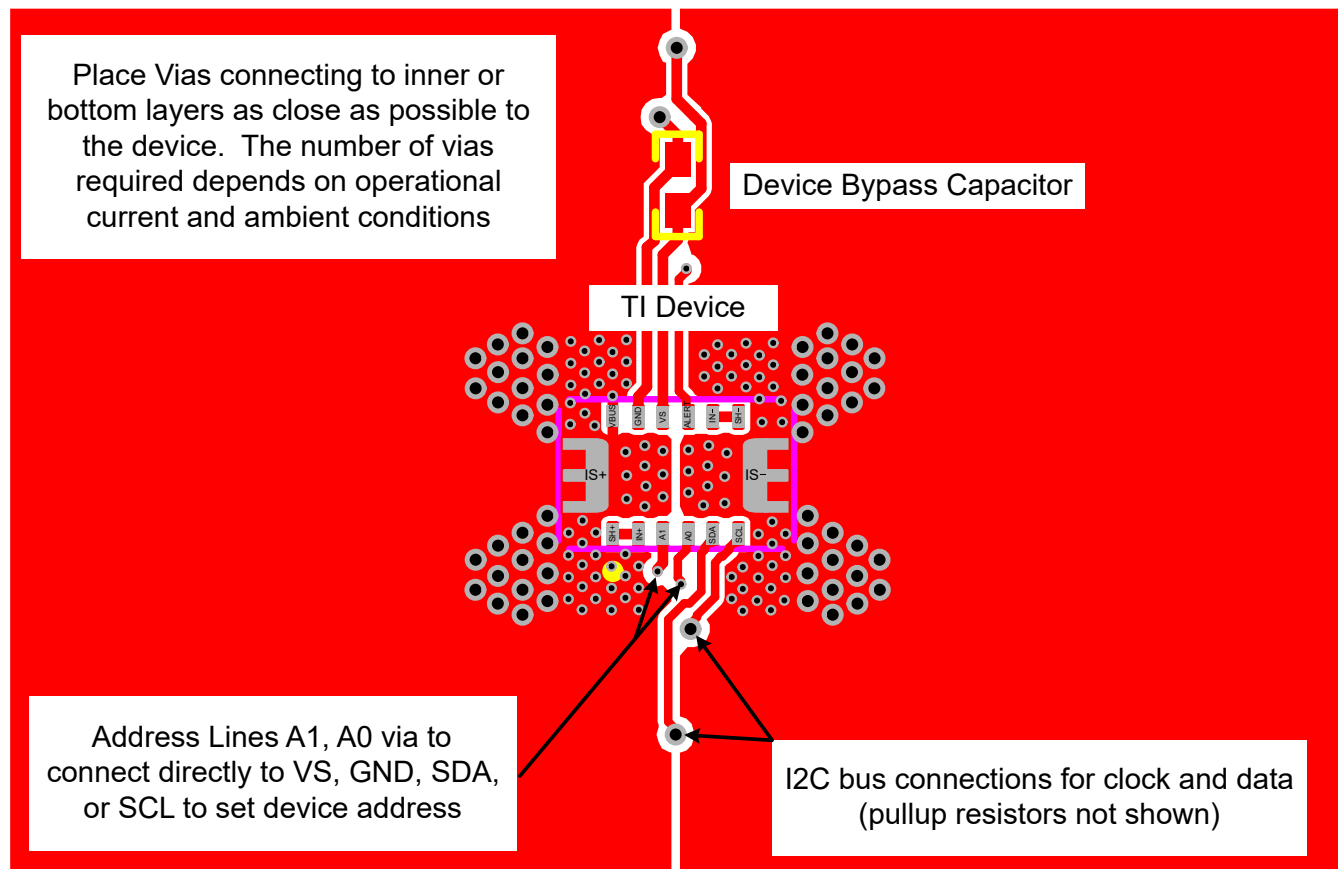 Place Vias connecting to inner or
bottom layers as close as possible to
the device.  The number of vias
required depends on operational
current and ambient conditions
Device Bypass Capacitor
TI Device
VBUS
GND
VS
ALERT
IN−
SH−
IS+
IS−
SH+
IN+
A1
A0
SDA
SCL
Address Lines A1, A0 via to
connect directly to VS, GND, SDA,
or SCL to set device address
I2C bus connections for clock and data
(pullup resistors not shown)